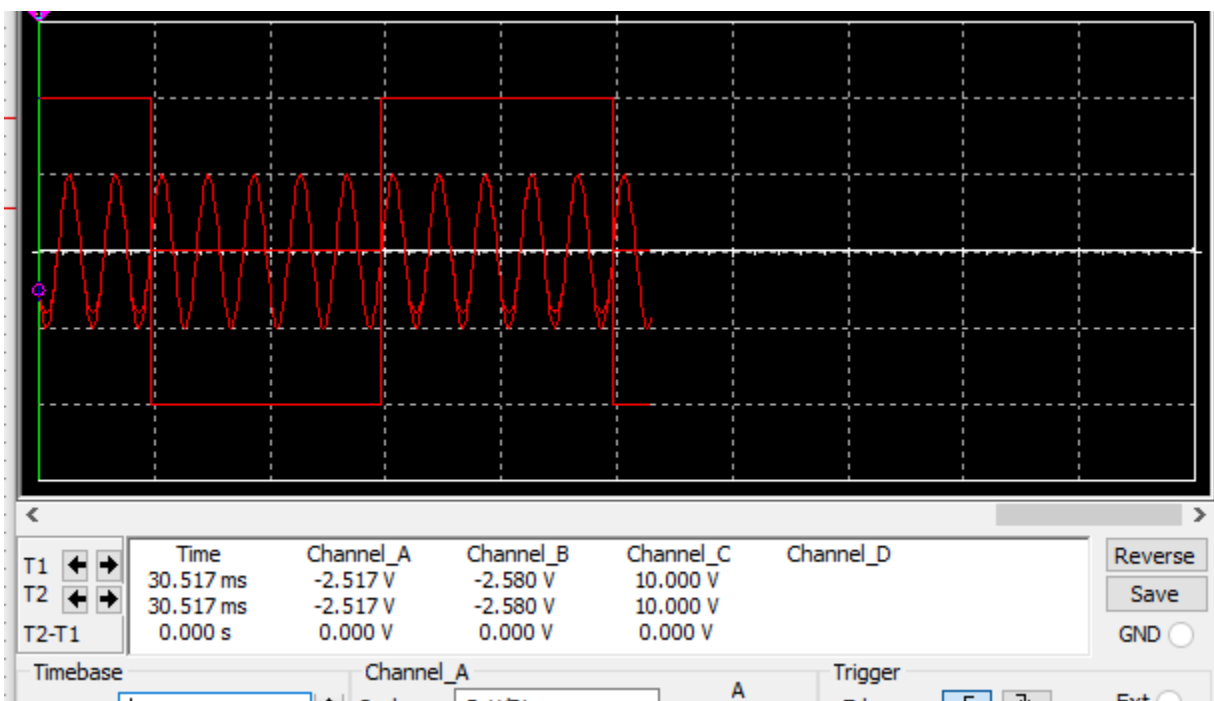 Time Channel_A Channel_B Channel_C Channel_D
T1 30.517 ms -2.517 V -2.580 V 10.000 V
T2 30.517 ms -2.517 V -2.580 V 10.000 V
T2-T1 0.000 s 0.000 V 0.000 V 0.000 V
Reverse
Save
GND
Timebase Channel_A Trigger
A